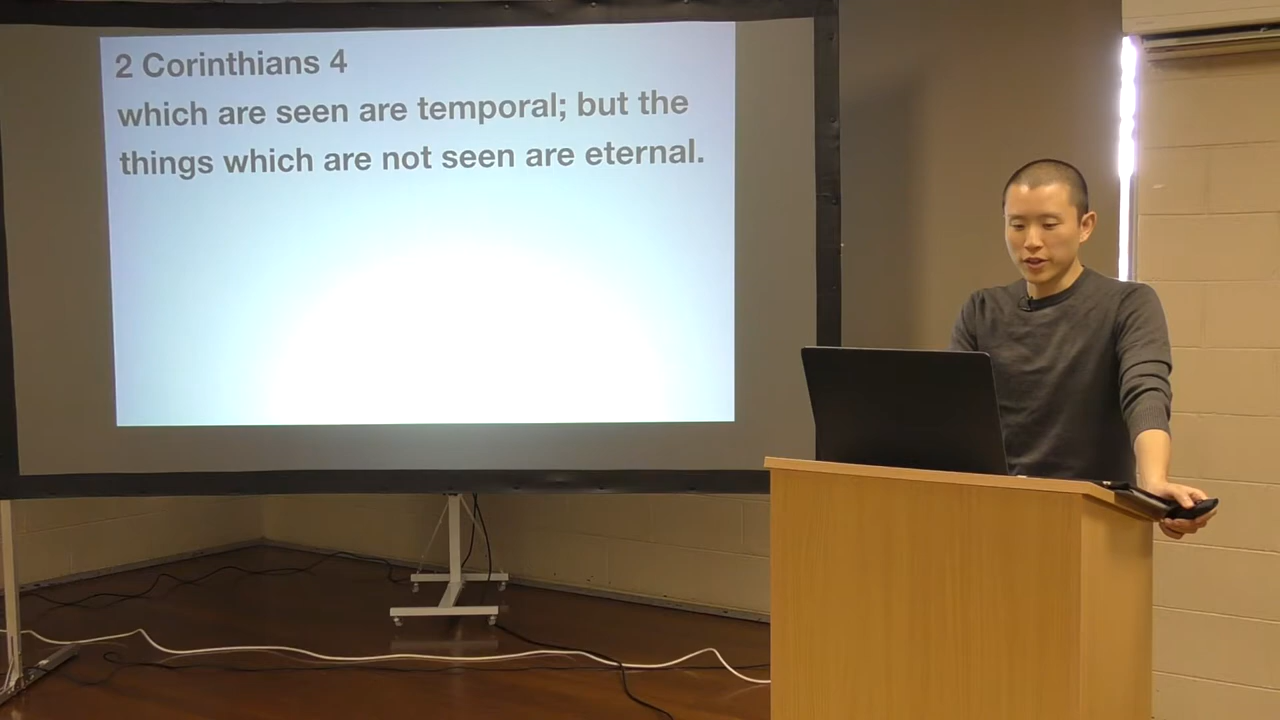 2 Corinthians 4
which are seen are temporal; but the
things which are not seen are eternal.